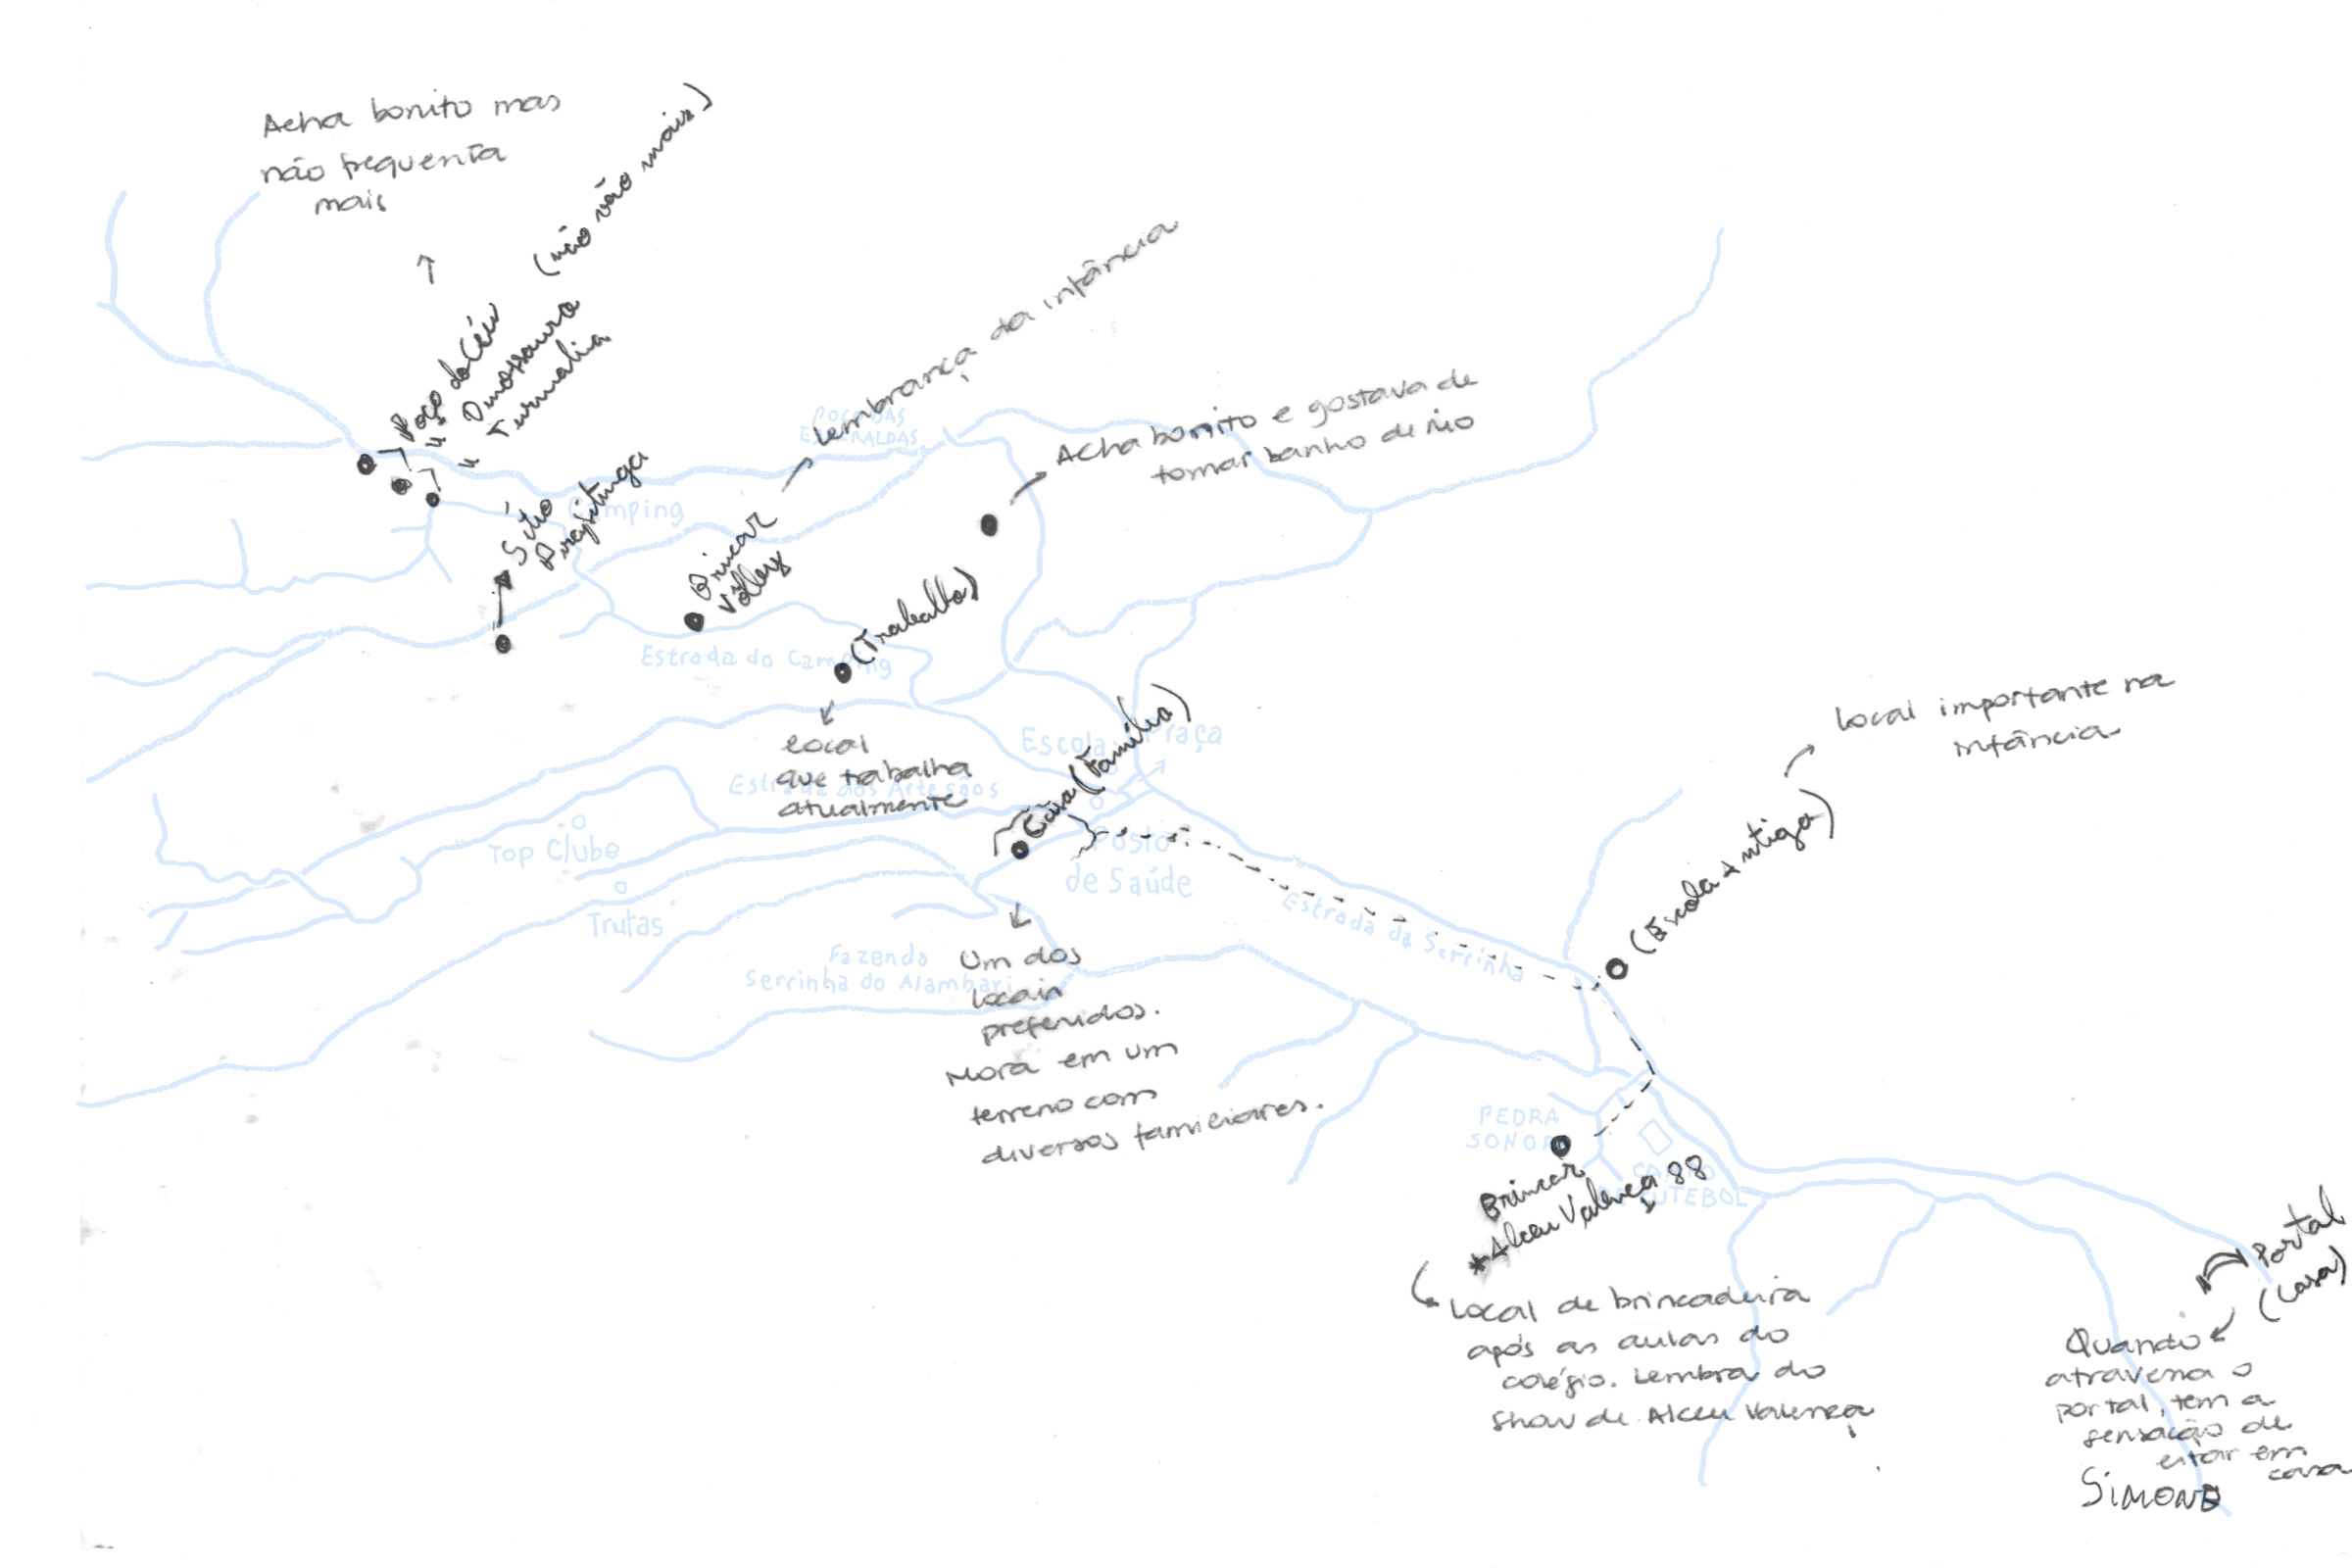 Acha bonito mas
não frequenta
mais
(não vão mais)
Poço do Céu
" Dinossauro
" Turmalina
Sítio
Pirapitinga
lembrança da infância
Brincar
Vôlley
Acha bonito e gostava de
tomar banho de rio
POÇO DAS
ESMERALDAS
Camping
Estrada do Camping
(Trabalho)
local
que trabalha
atualmente
Escola
Praça
Estrada dos Artesãos
Casa (Família)
Top Clube
Trutas
Posto
de Saúde
Fazenda
Serrinha do Alambari
Um dos
locais
preferidos.
Mora em um
terreno com
diversos familiares.
Estrada da Serrinha
Local importante na
infância
(Escola Antiga)
PEDRA
SONORA
CAMPO
DE FUTEBOL
Brincar
*Alceu Valença 88
Local de brincadeira
após as aulas do
colégio. Lembra do
show de Alceu Valença
Portal
(Casa)
Quando
atravessa o
portal, tem a
sensação de
estar em
casa
SIMONE